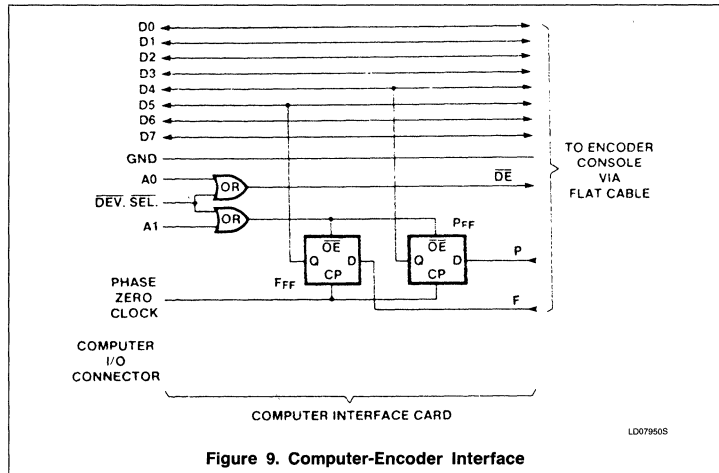 D0
D1
D2
D3
D4
D5
D6
D7
GND
A0
DEV. SEL.
A1
OR
OR
DE
TO ENCODER
CONSOLE
VIA
FLAT CABLE
PFF
OE
Q D
CP
OE
Q D
CP
FFF
P
F
PHASE
ZERO
CLOCK
COMPUTER
I/O
CONNECTOR
COMPUTER INTERFACE CARD
LD07950S
Figure 9. Computer-Encoder Interface